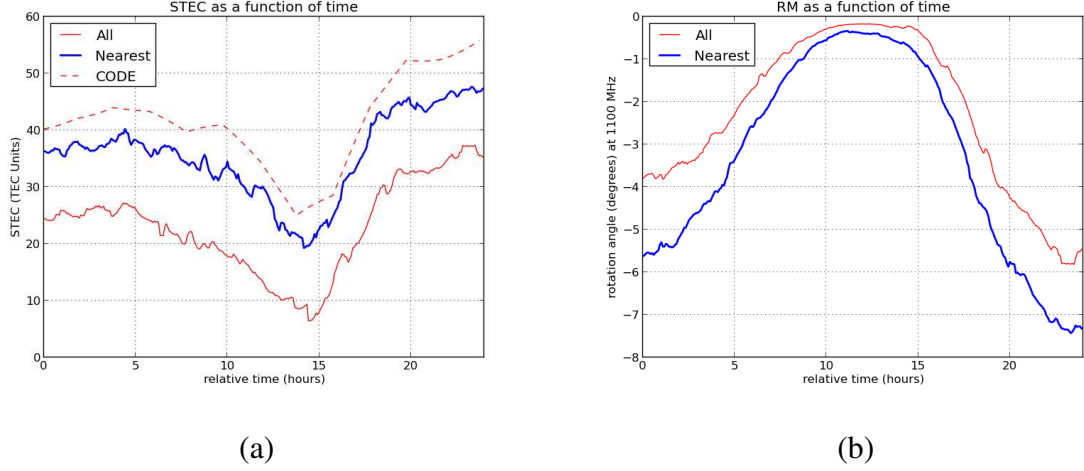 STEC as a function of time
60
50
40
30
20
10
0
STEC (TEC Units)
All
Nearest
CODE
0 5 10 15 20
relative time (hours)
(a)
RM as a function of time
0
−1
−2
−3
−4
−5
−6
−7
−8
rotation angle (degrees) at 1100 MHz
All
Nearest
0 5 10 15 20
relative time (hours)
(b)